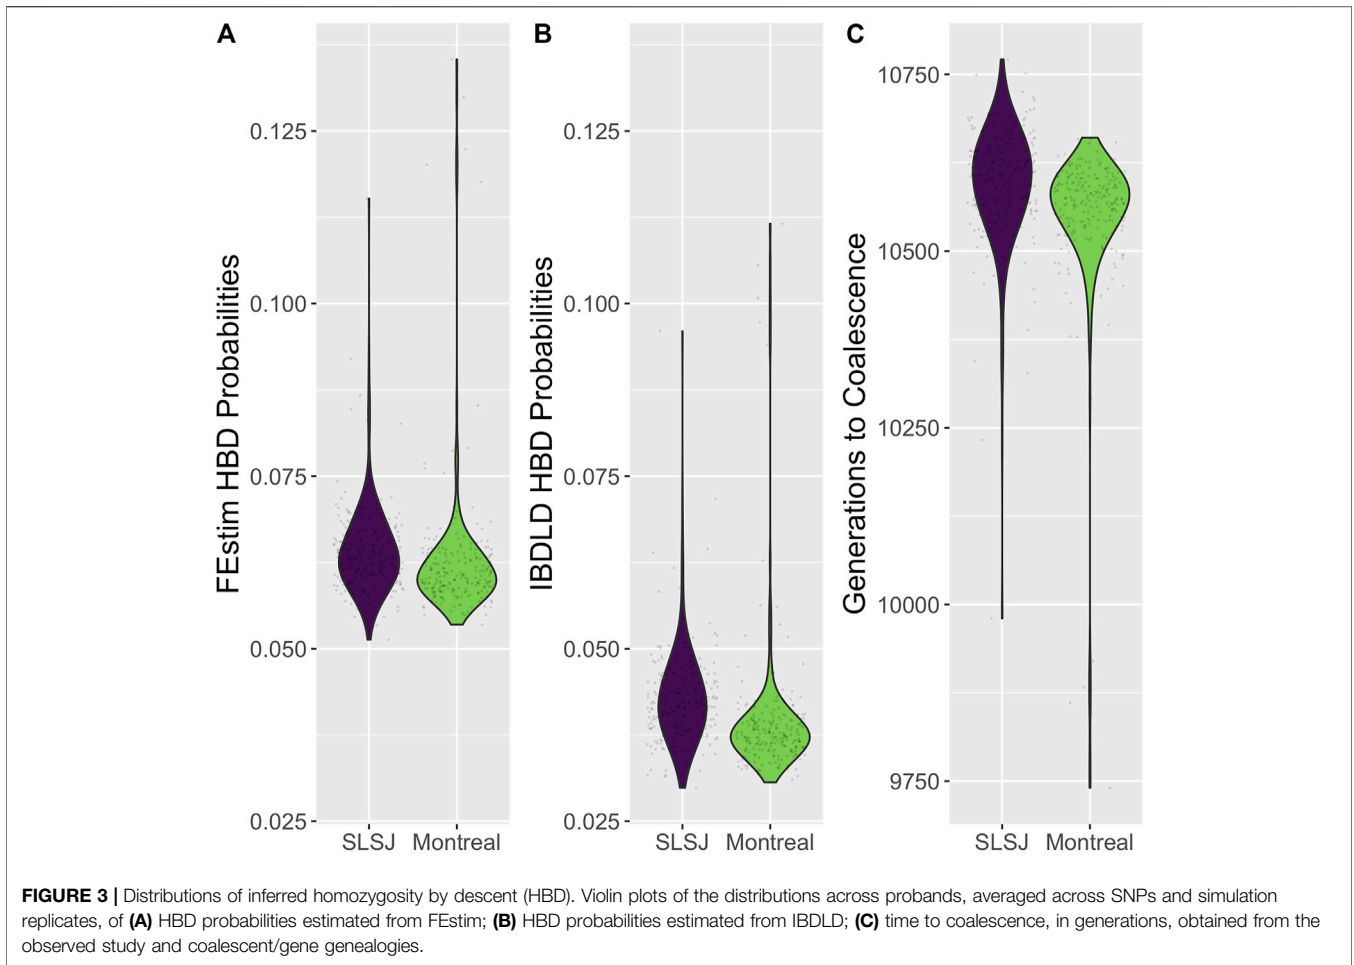 A
B
C
FEstim HBD Probabilities
0.125
0.100
0.075
0.050
0.025
SLSJ Montreal
IBDLD HBD Probabilities
0.125
0.100
0.075
0.050
0.025
SLSJ Montreal
Generations to Coalescence
10750
10500
10250
10000
9750
SLSJ Montreal
FIGURE 3 | Distributions of inferred homozygosity by descent (HBD). Violin plots of the distributions across probands, averaged across SNPs and simulation
replicates, of (A) HBD probabilities estimated from FEstim; (B) HBD probabilities estimated from IBDLD; (C) time to coalescence, in generations, obtained from the
observed study and coalescent/gene genealogies.